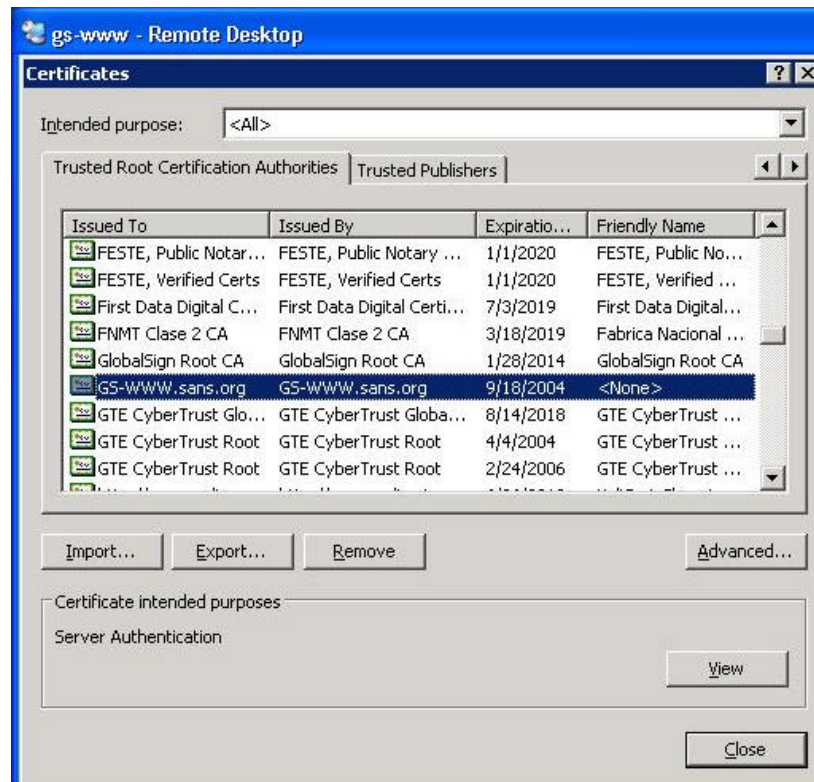 gs-www - Remote Desktop
Certificates
Intended purpose: <All>
Trusted Root Certification Authorities Trusted Publishers
Issued To Issued By Expiratio... Friendly Name
FESTE, Public Notar... FESTE, Public Notary ... 1/1/2020 FESTE, Public No...
FESTE, Verified Certs FESTE, Verified Certs 1/1/2020 FESTE, Verified ...
First Data Digital C... First Data Digital Certi... 7/3/2019 First Data Digital...
FNMT Clase 2 CA FNMT Clase 2 CA 3/18/2019 Fabrica Nacional ...
GlobalSign Root CA GlobalSign Root CA 1/28/2014 GlobalSign Root CA
GS-WWW.sans.org GS-WWW.sans.org 9/18/2004 <None>
GTE CyberTrust Glo... GTE CyberTrust Globa... 8/14/2018 GTE CyberTrust ...
GTE CyberTrust Root GTE CyberTrust Root 4/4/2004 GTE CyberTrust ...
GTE CyberTrust Root GTE CyberTrust Root 2/24/2006 GTE CyberTrust ...
Import... Export... Remove Advanced...
Certificate intended purposes
Server Authentication
View
Close